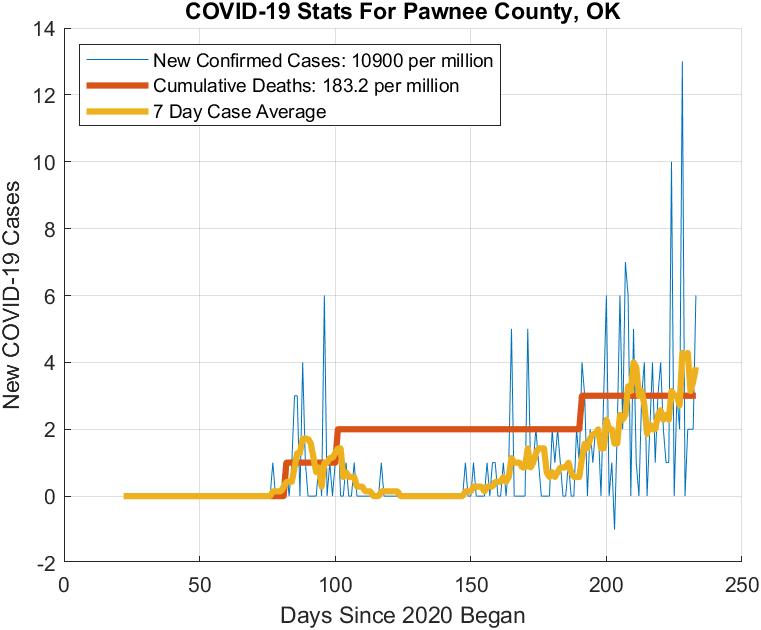 COVID-19 Stats For Pawnee County, OK
New Confirmed Cases: 10900 per million
Cumulative Deaths: 183.2 per million
7 Day Case Average
New COVID-19 Cases
14
12
10
8
6
4
2
0
-2
0 50 100 150 200 250
Days Since 2020 Began